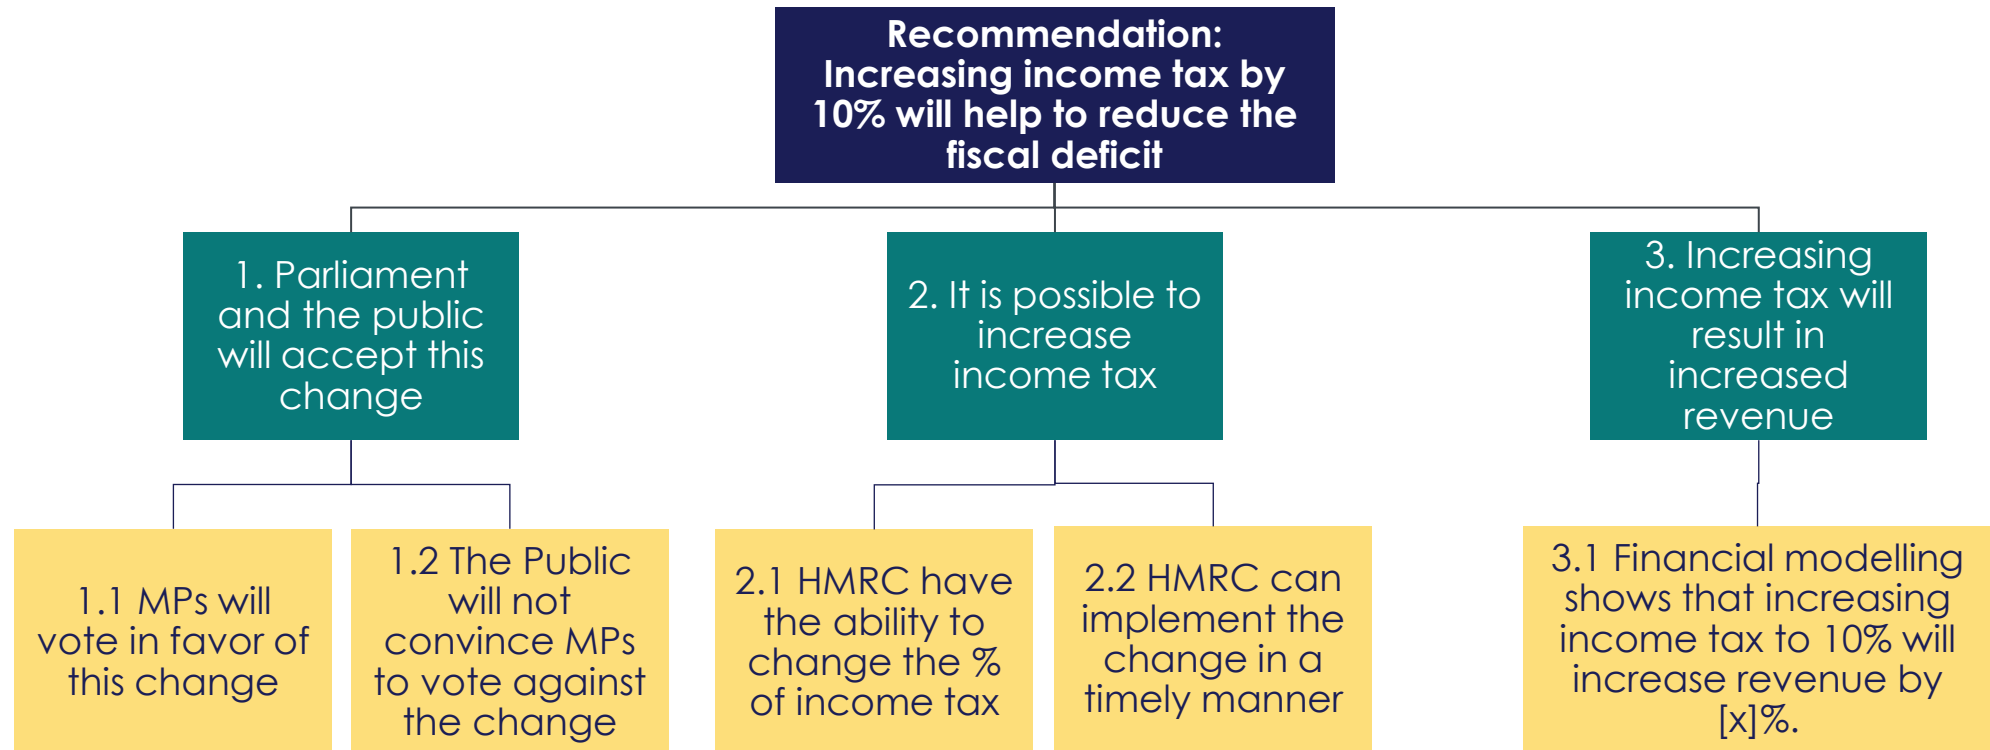 Recommendation:
Increasing income tax by
10% will help to reduce the
fiscal deficit
1. Parliament
and the public
will accept this
change
2. It is possible to
increase
income tax
3. Increasing
income tax will
result in
increased
revenue
1.1 MPs will
vote in favor of
this change
1.2 The Public
will not
convince MPs
to vote against
the change
2.1 HMRC have
the ability to
change the %
of income tax
2.2 HMRC can
implement the
change in a
timely manner
3.1 Financial modelling
shows that increasing
income tax to 10% will
increase revenue by
[x]%.